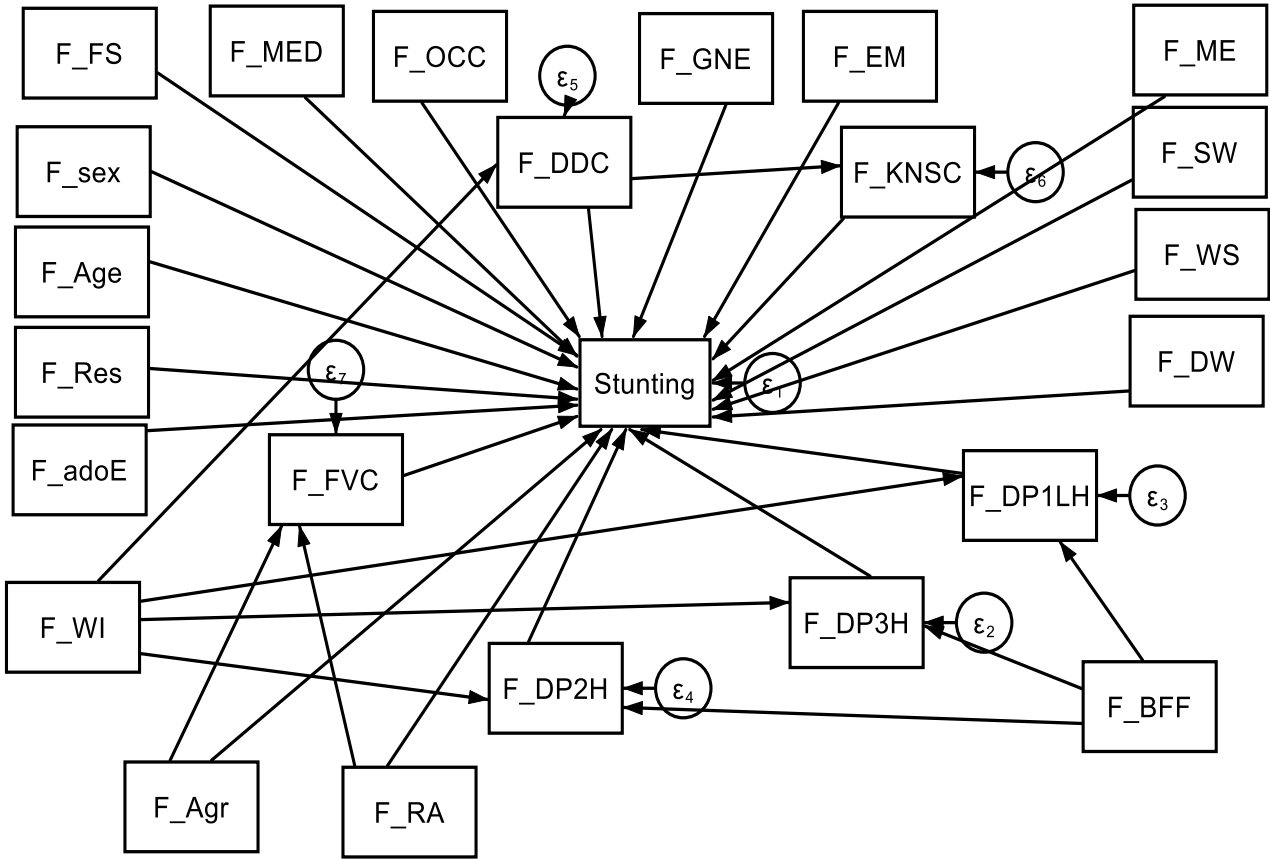 F_FS
F_MED
F_OCC
ε5
F_GNE
F_EM
F_ME
F_sex
F_DDC
F_KNSC
ε6
F_SW
F_Age
F_WS
F_Res
ε7
Stunting
ε1
F_DW
F_adoE
F_FVC
F_DP1LH
ε3
F_WI
F_DP3H
ε2
F_DP2H
ε4
F_BFF
F_Agr
F_RA